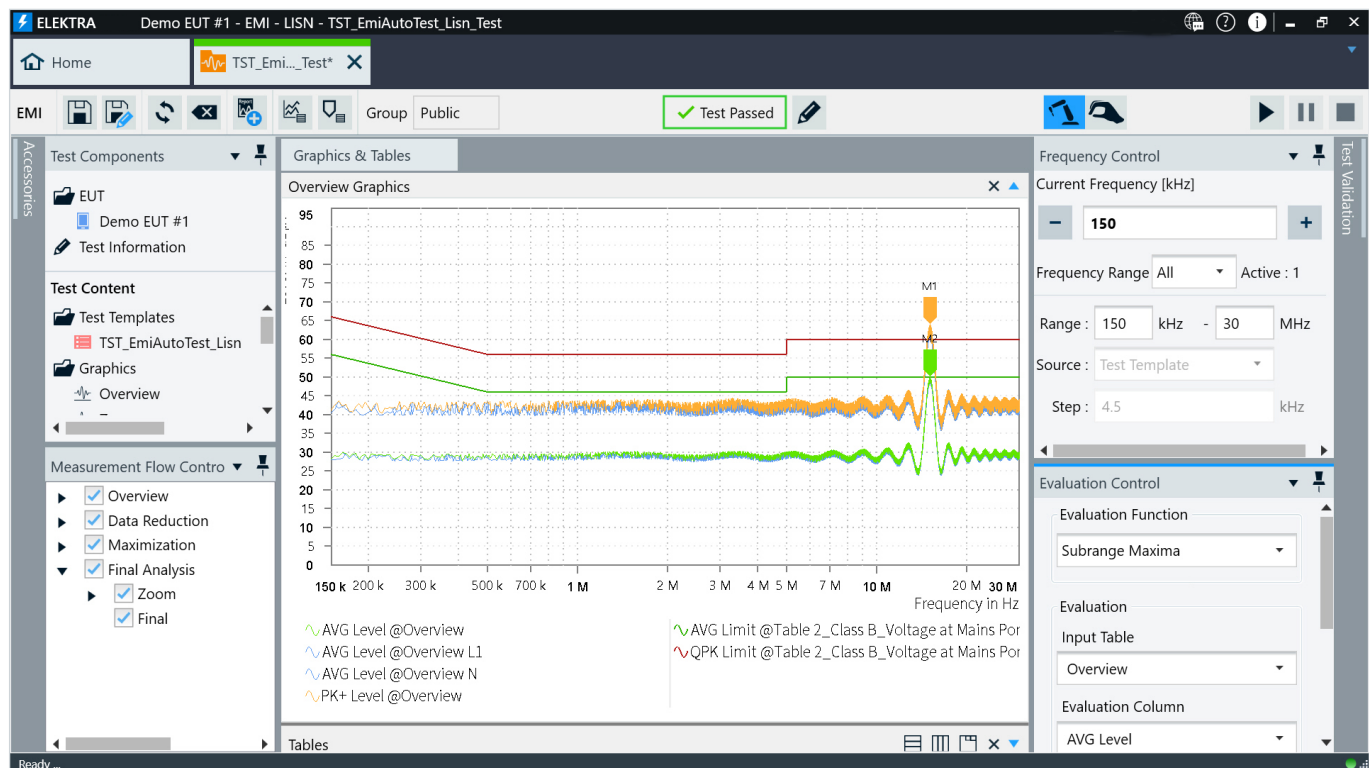 ELEKTRA Demo EUT #1 - EMI - LISN - TST_EmiAutoTest_Lisn_Test
Home
TST_Emi..._Test*
EMI
Group Public
Test Passed
Accessories
Test Components
EUT
Demo EUT #1
Test Information
Test Content
Test Templates
TST_EmiAutoTest_Lisn
Graphics
Overview
Measurement Flow Contro
Overview
Data Reduction
Maximization
Final Analysis
Zoom
Final
Graphics & Tables
Overview Graphics
95
85
80
75
70
65
60
55
50
45
40
35
30
25
20
15
10
5
0
M1
M2
150 k 200 k 300 k 500 k 700 k 1 M 2 M 3 M 4 M 5 M 7 M 10 M 20 M 30 M
Frequency in Hz
AVG Level @Overview
AVG Level @Overview L1
AVG Level @Overview N
PK+ Level @Overview
AVG Limit @Table 2_Class B_Voltage at Mains Por
QPK Limit @Table 2_Class B_Voltage at Mains Por
Tables
Frequency Control
Current Frequency [kHz]
150
Frequency Range All Active : 1
Range : 150 kHz - 30 MHz
Source : Test Template
Step : 4.5 kHz
Evaluation Control
Evaluation Function
Subrange Maxima
Evaluation
Input Table
Overview
Evaluation Column
AVG Level
Test Validation
Ready ...